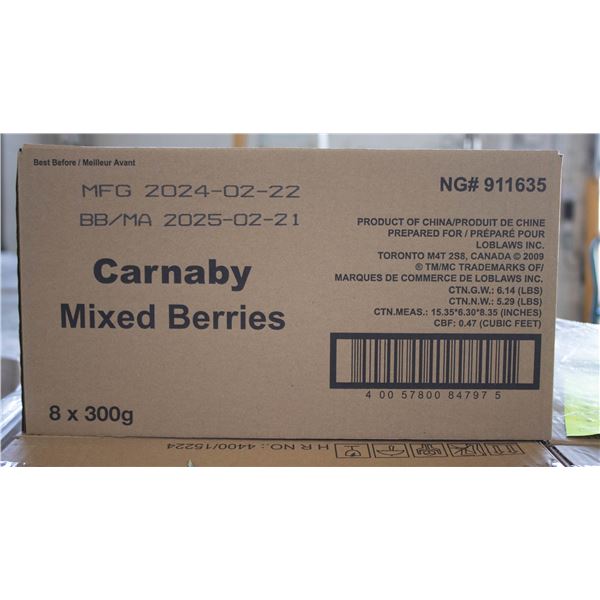 Best Before / Meilleur Avant
MFG 2024-02-22
BB/MA 2025-02-21
Carnaby
Mixed Berries
8 x 300g
NG# 911635
PRODUCT OF CHINA/PRODUIT DE CHINE
PREPARED FOR / PRÉPARÉ POUR
LOBLAWS INC.
TORONTO M4T 2S8, CANADA © 2009
® TM/MC TRADEMARKS OF/
MARQUES DE COMMERCE DE LOBLAWS INC.
CTN.G.W.: 6.14 (LBS)
CTN.N.W.: 5.29 (LBS)
CTN.MEAS.: 15.35*6.30*8.35 (INCHES)
CBF: 0.47 (CUBIC FEET)
4 00 57800 84797 5
H R NO.: 4400/15224